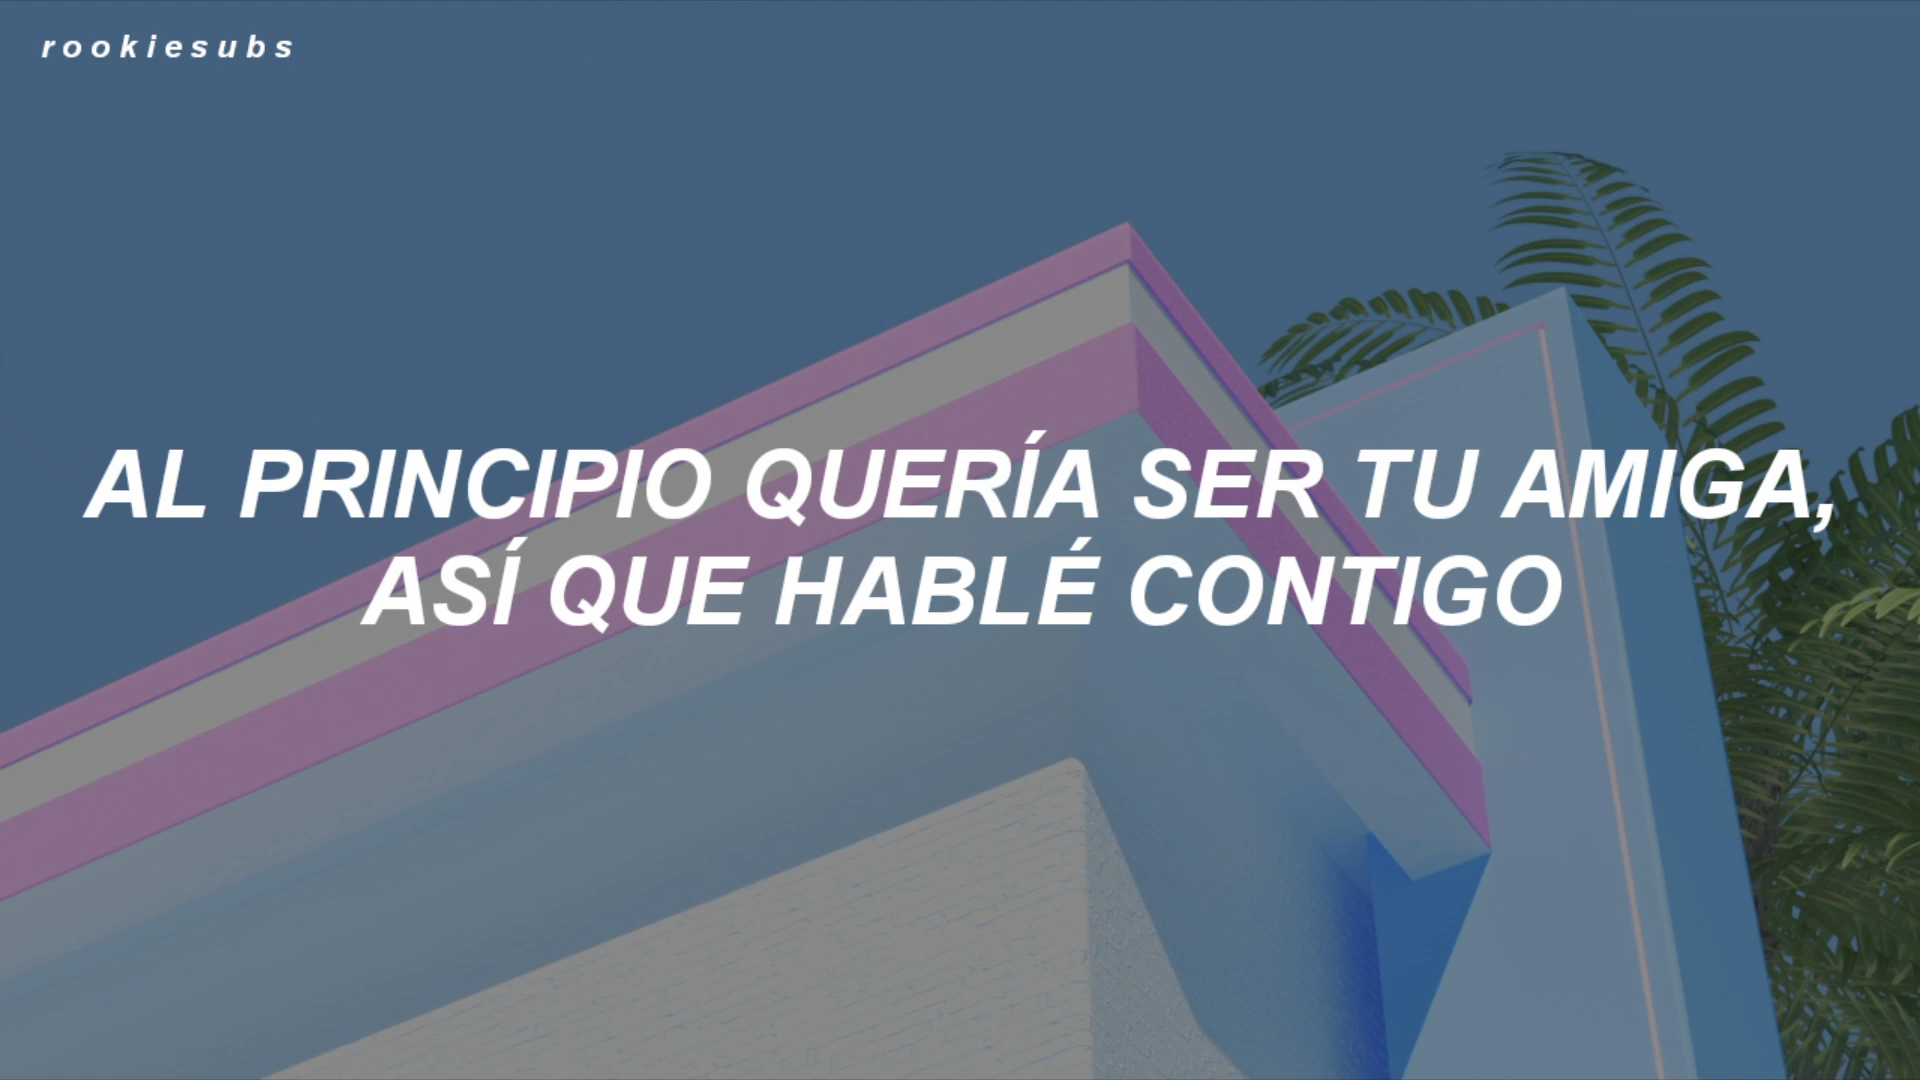 rookiesubs
AL PRINCIPIO QUERÍA SER TU AMIGA,
ASÍ QUE HABLÉ CONTIGO